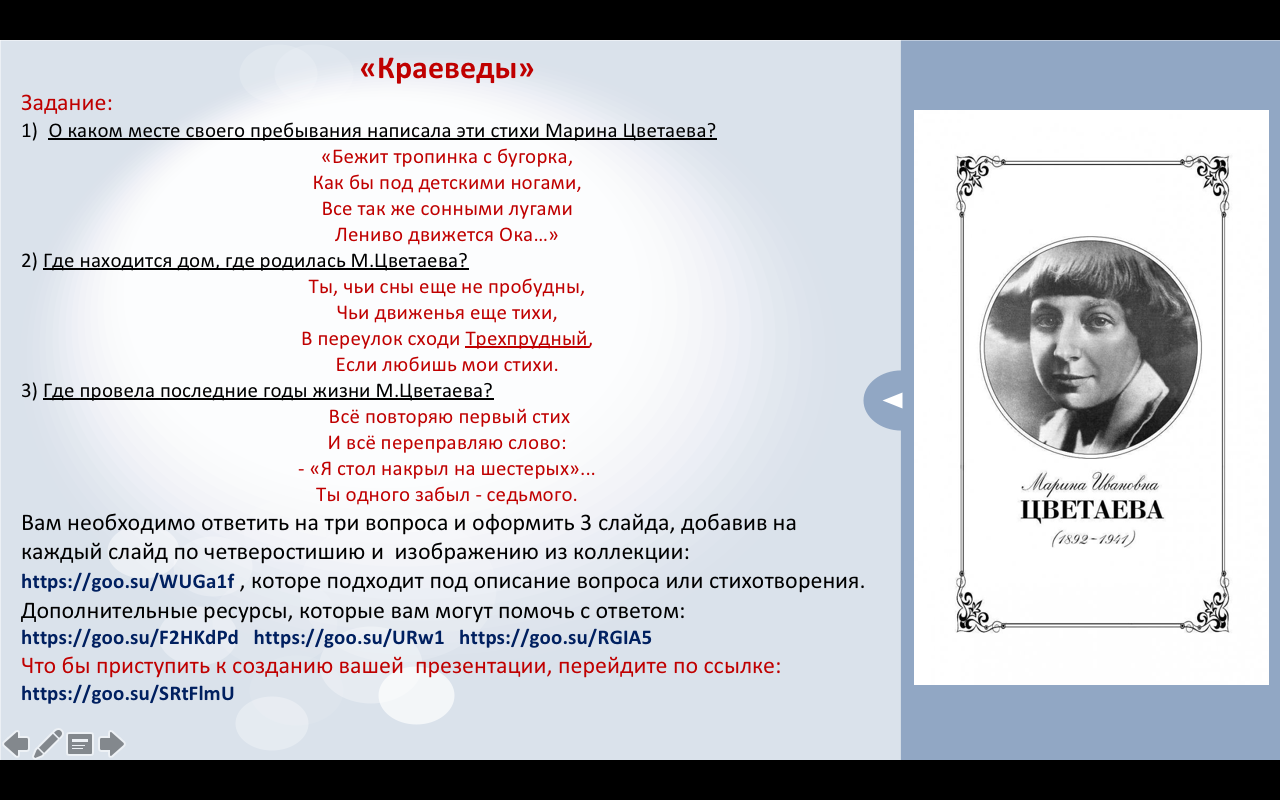 «Краеведы»
Задание:
1) О каком месте своего пребывания написала эти стихи Марина Цветаева?
«Бежит тропинка с бугорка,
Как бы под детскими ногами,
Все так же сонными лугами
Лениво движется Ока…»
2) Где находится дом, где родилась М.Цветаева?
Ты, чьи сны еще не пробудны,
Чьи движенья еще тихи,
В переулок сходи Трехпрудный,
Если любишь мои стихи.
3) Где провела последние годы жизни М.Цветаева?
Всё повторяю первый стих
И всё переправляю слово:
- «Я стол накрыл на шестерых»...
Ты одного забыл - седьмого.
Вам необходимо ответить на три вопроса и оформить 3 слайда, добавив на
каждый слайд по четверостишию и изображению из коллекции:
https://goo.su/WUGa1f , которе подходит под описание вопроса или стихотворения.
Дополнительные ресурсы, которые вам могут помочь с ответом:
https://goo.su/F2HKdPd https://goo.su/URw1 https://goo.su/RGIA5
Что бы приступить к созданию вашей презентации, перейдите по ссылке:
https://goo.su/SRtFlmU
Марина Ивановна
ЦВЕТАЕВА
(1892-1941)